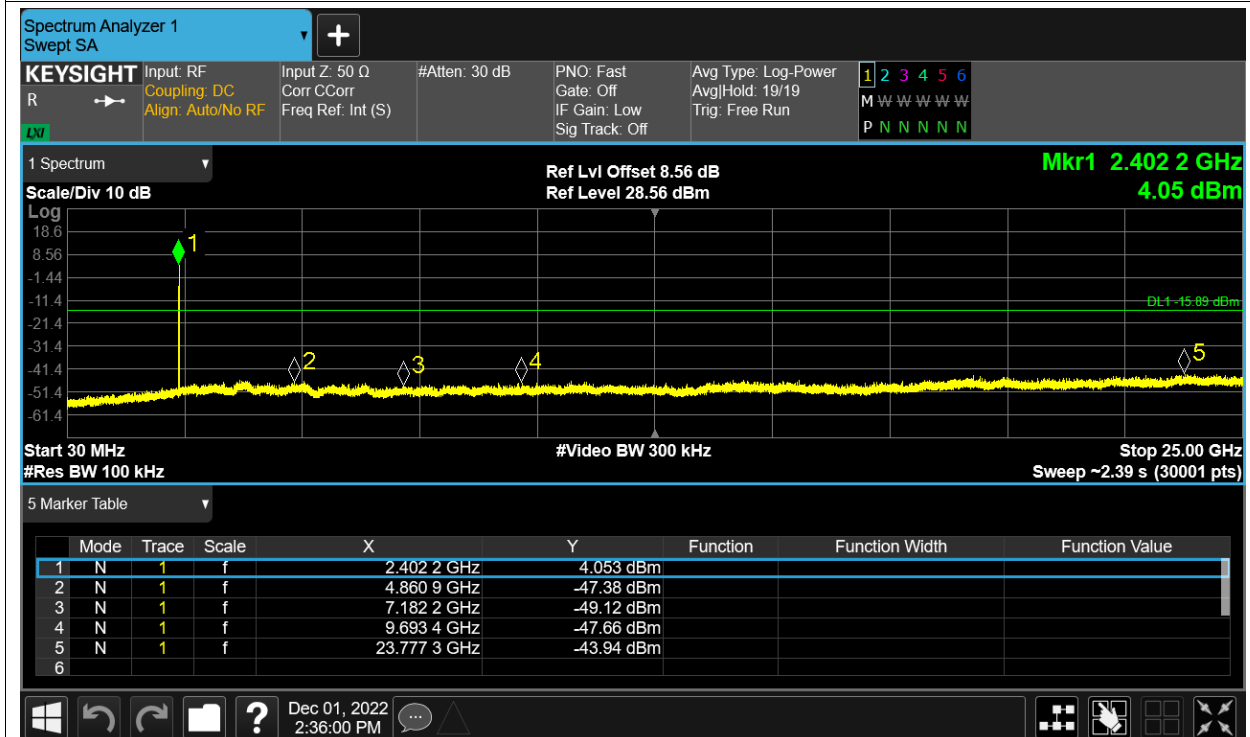 Spectrum Analyzer 1
Swept SA
+
KEYSIGHT Input: RF Input Z: 50 Ω #Atten: 30 dB PNO: Fast Avg Type: Log-Power 1 2 3 4 5 6
R Coupling: DC Corr CCorr Gate: Off Avg|Hold: 19/19 M W W W W W
Align: Auto/No RF Freq Ref: Int (S) IF Gain: Low Trig: Free Run
LXI Sig Track: Off P N N N N N
1 Spectrum Ref Lvl Offset 8.56 dB Mkr1 2.402 2 GHz
Scale/Div 10 dB Ref Level 28.56 dBm 4.05 dBm
Log
18.6
1
8.56
-1.44
-11.4 DL1 -15.89 dBm
-21.4
-31.4
2 3 4 5
-41.4
-51.4
-61.4
Start 30 MHz #Video BW 300 kHz Stop 25.00 GHz
#Res BW 100 kHz Sweep ~2.39 s (30001 pts)
5 Marker Table
Mode Trace Scale X Y Function Function Width Function Value
1 N 1 f 2.402 2 GHz 4.053 dBm
2 N 1 f 4.860 9 GHz -47.38 dBm
3 N 1 f 7.182 2 GHz -49.12 dBm
4 N 1 f 9.693 4 GHz -47.66 dBm
5 N 1 f 23.777 3 GHz -43.94 dBm
6
? Dec 01, 2022
2:36:00 PM